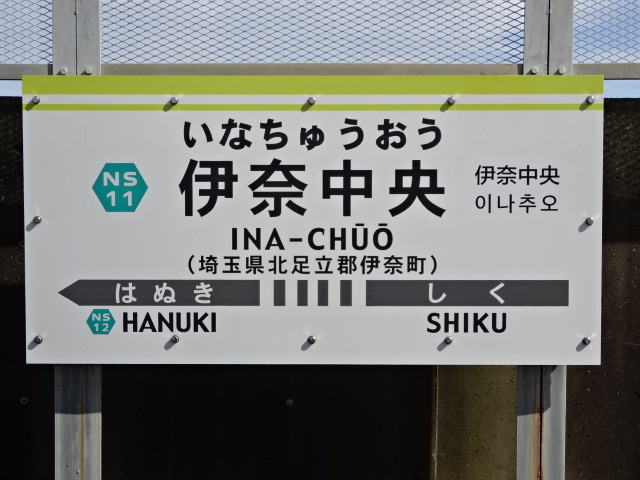 いなちゅうおう
NS
11
伊奈中央
伊奈中央
이나추오
INA-CHŪŌ
(埼玉県北足立郡伊奈町)
はぬき
しく
NS
12
HANUKI
SHIKU